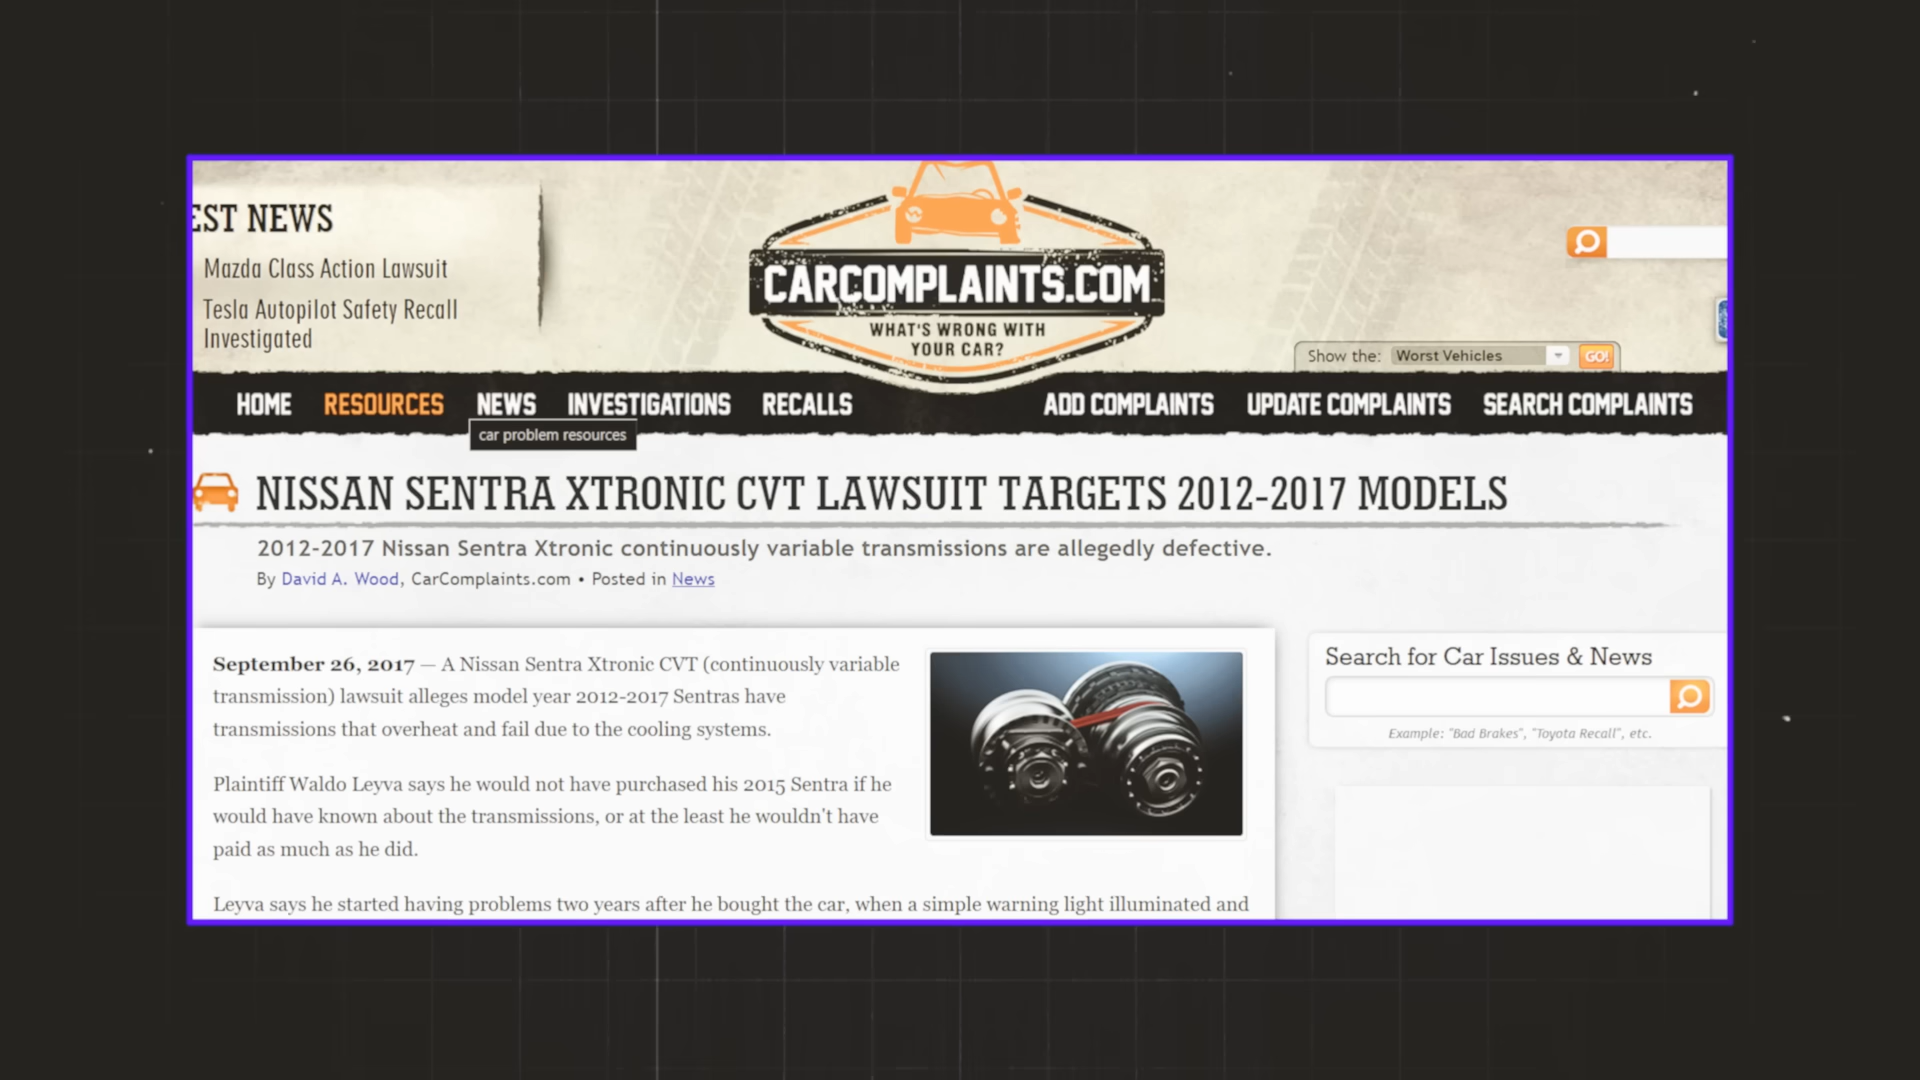 EST NEWS
Mazda Class Action Lawsuit
Tesla Autopilot Safety Recall
Investigated
CARCOMPLAINTS.COM
WHAT'S WRONG WITH
YOUR CAR?
Show the: Worst Vehicles GO!
HOME RESOURCES NEWS INVESTIGATIONS RECALLS ADD COMPLAINTS UPDATE COMPLAINTS SEARCH COMPLAINTS
car problem resources
NISSAN SENTRA XTRONIC CVT LAWSUIT TARGETS 2012-2017 MODELS
2012-2017 Nissan Sentra Xtronic continuously variable transmissions are allegedly defective.
By David A. Wood, CarComplaints.com • Posted in News
September 26, 2017 — A Nissan Sentra Xtronic CVT (continuously variable
transmission) lawsuit alleges model year 2012-2017 Sentras have
transmissions that overheat and fail due to the cooling systems.
Plaintiff Waldo Leyva says he would not have purchased his 2015 Sentra if he
would have known about the transmissions, or at the least he wouldn't have
paid as much as he did.
Leyva says he started having problems two years after he bought the car, when a simple warning light illuminated and
Search for Car Issues & News
Example: "Bad Brakes", "Toyota Recall", etc.